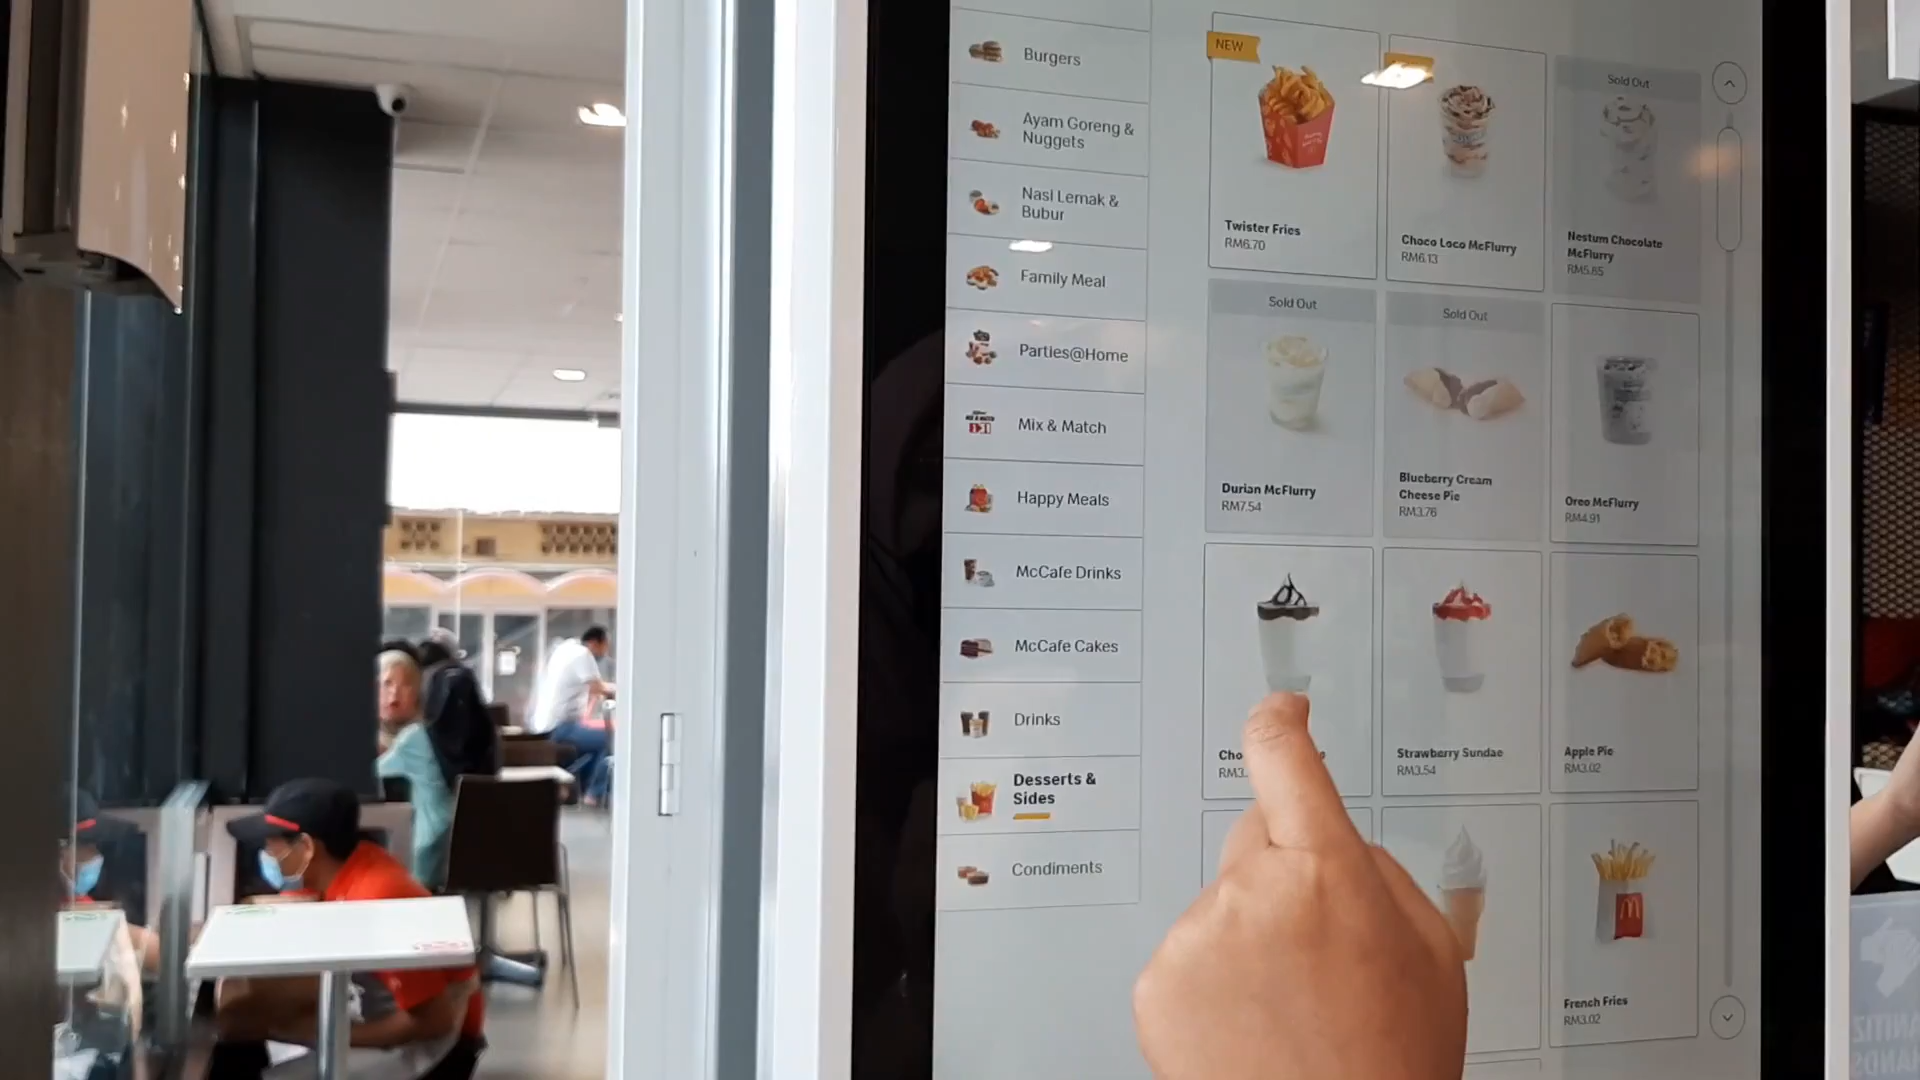 Burgers
Ayam Goreng &
Nuggets
Nasi Lemak &
Bubur
Family Meal
Parties@Home
Mix & Match
Happy Meals
McCafe Drinks
McCafe Cakes
Drinks
Desserts &
Sides
Condiments
NEW
Twister Fries
RM6.70
Choco Loco McFlurry
RM6.13
Sold Out
Nestum Chocolate
McFlurry
RM5.65
Sold Out
Durian McFlurry
RM7.54
Sold Out
Blueberry Cream
Cheese Pie
RM3.76
Oreo McFlurry
RM4.91
Cho
RM3.
Strawberry Sundae
RM3.54
Apple Pie
RM3.02
French Fries
RM3.02